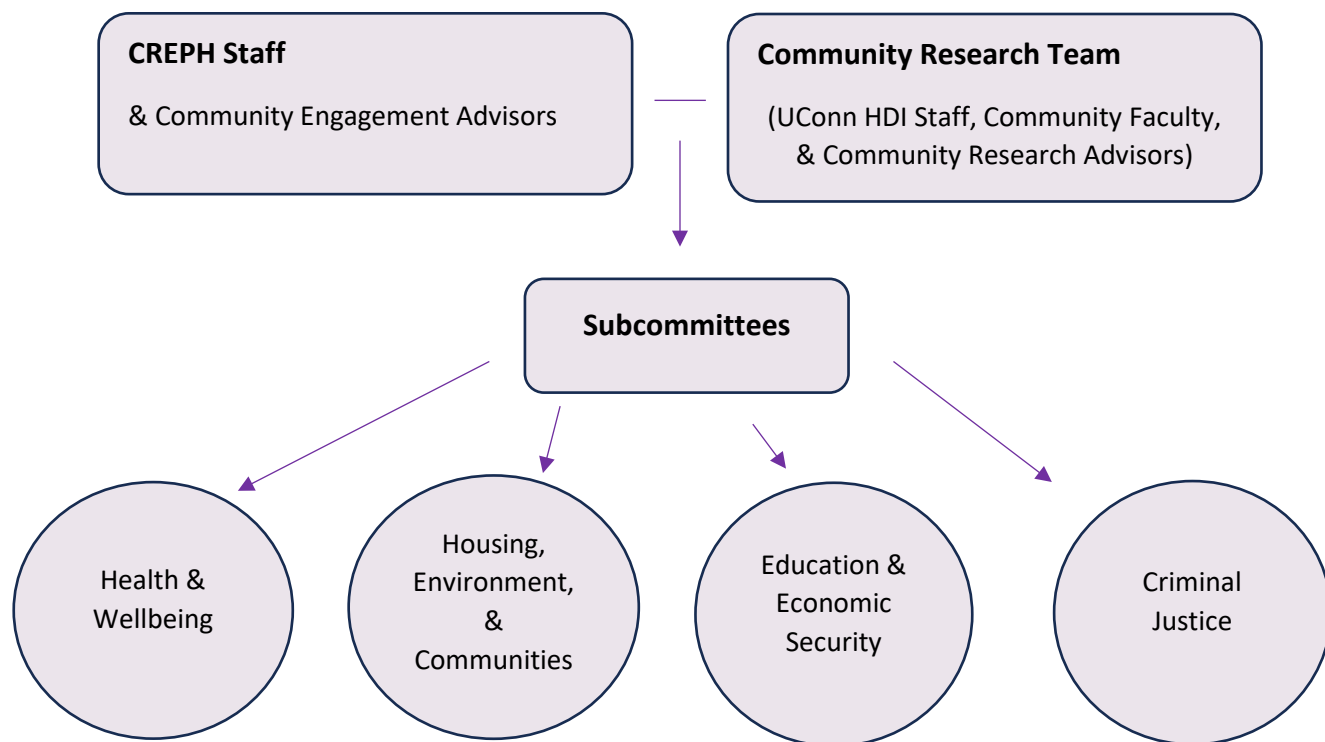 CREPH Staff
& Community Engagement Advisors
Community Research Team
(UConn HDI Staff, Community Faculty,
& Community Research Advisors)
Subcommittees
Health &
Wellbeing
Housing,
Environment,
&
Communities
Education &
Economic
Security
Criminal
Justice